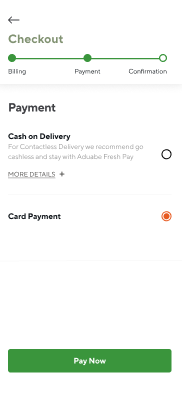 Checkout
Billing Payment Confirmation
Payment
Cash on Delivery
For Contactless Delivery we recommend go
cashless and stay with Aduabe Fresh Pay
MORE DETAILS +
Card Payment
Pay Now